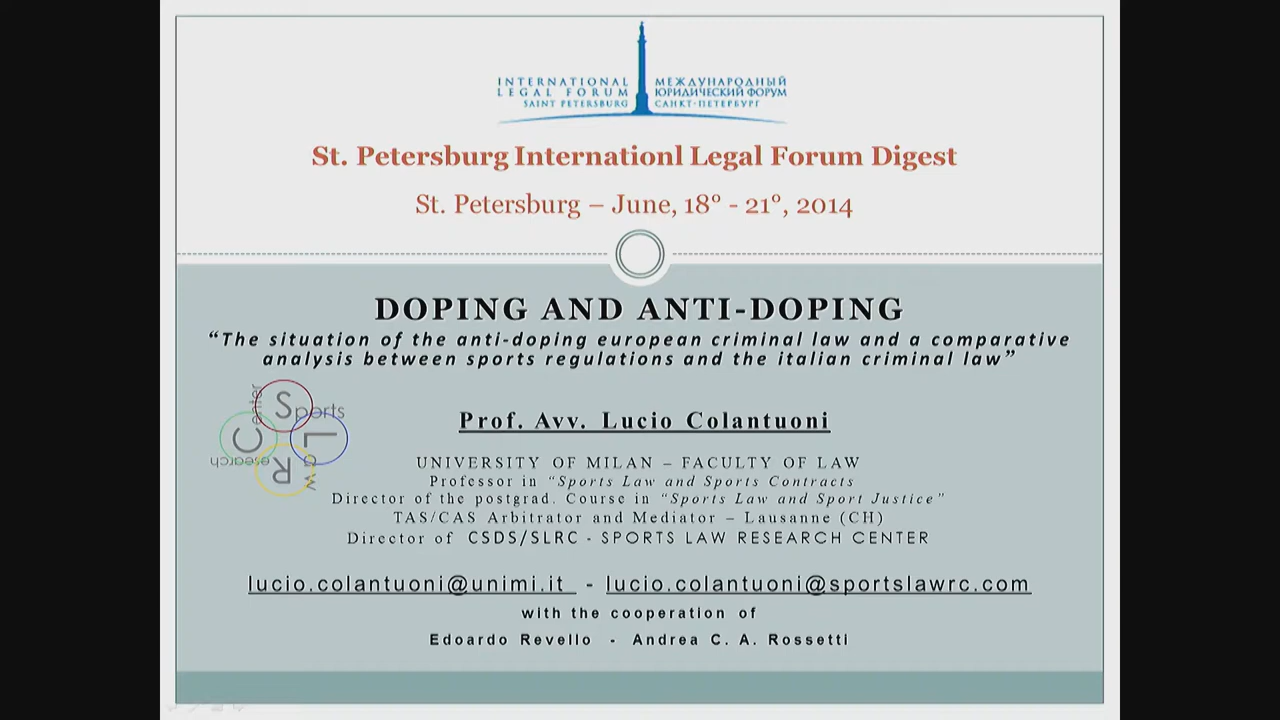 INTERNATIONAL
LEGAL FORUM
SAINT PETERSBURG
МЕЖДУНАРОДНЫЙ
ЮРИДИЧЕСКИЙ ФОРУМ
САНКТ-ПЕТЕРБУРГ
St. Petersburg Internationl Legal Forum Digest
St. Petersburg – June, 18° - 21°, 2014
DOPING AND ANTI-DOPING
“The situation of the anti-doping european criminal law and a comparative
analysis between sports regulations and the italian criminal law”
Sports
Law
Research
Center
Prof. Avv. Lucio Colantuoni
UNIVERSITY OF MILAN – FACULTY OF LAW
Professor in “Sports Law and Sports Contracts
Director of the postgrad. Course in “Sports Law and Sport Justice”
TAS/CAS Arbitrator and Mediator – Lausanne (CH)
Director of CSDS/SLRC - SPORTS LAW RESEARCH CENTER
lucio.colantuoni@unimi.it - lucio.colantuoni@sportslawrc.com
with the cooperation of
Edoardo Revello - Andrea C. A. Rossetti